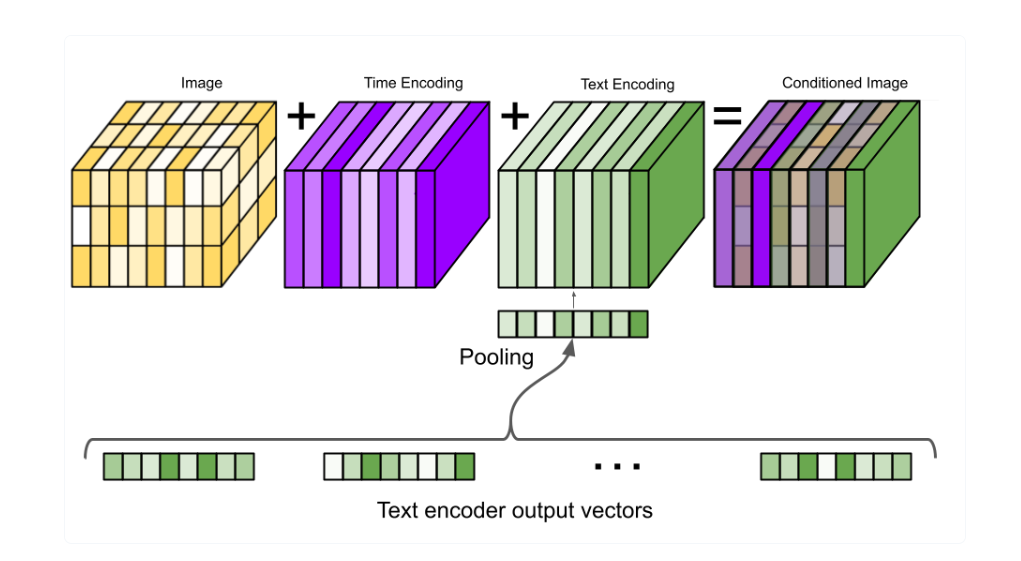 Image
Time Encoding
Text Encoding
Conditioned Image
+
+
=
Pooling
...
Text encoder output vectors